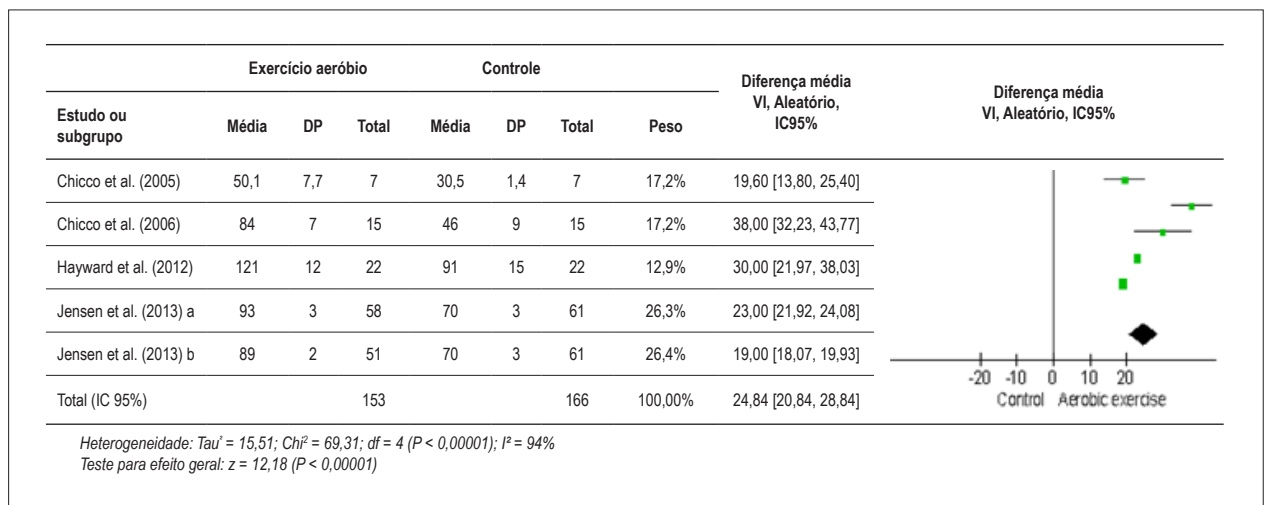 Exercício aeróbio Controle Diferença média VI, Aleatório, IC95% Diferença média VI, Aleatório, IC95%
Estudo ou subgrupo Média DP Total Média DP Total Peso
Chicco et al. (2005) 50,1 7,7 7 30,5 1,4 7 17,2% 19,60 [13,80, 25,40]
Chicco et al. (2006) 84 7 15 46 9 15 17,2% 38,00 [32,23, 43,77]
Hayward et al. (2012) 121 12 22 91 15 22 12,9% 30,00 [21,97, 38,03]
Jensen et al. (2013) a 93 3 58 70 3 61 26,3% 23,00 [21,92, 24,08]
Jensen et al. (2013) b 89 2 51 70 3 61 26,4% 19,00 [18,07, 19,93]
Total (IC 95%) 153 166 100,00% 24,84 [20,84, 28,84]
-20 -10 0 10 20
Control Aerobic exercise
Heterogeneidade: Tau² = 15,51; Chi² = 69,31; df = 4 (P < 0,00001); I² = 94%
Teste para efeito geral: z = 12,18 (P < 0,00001)